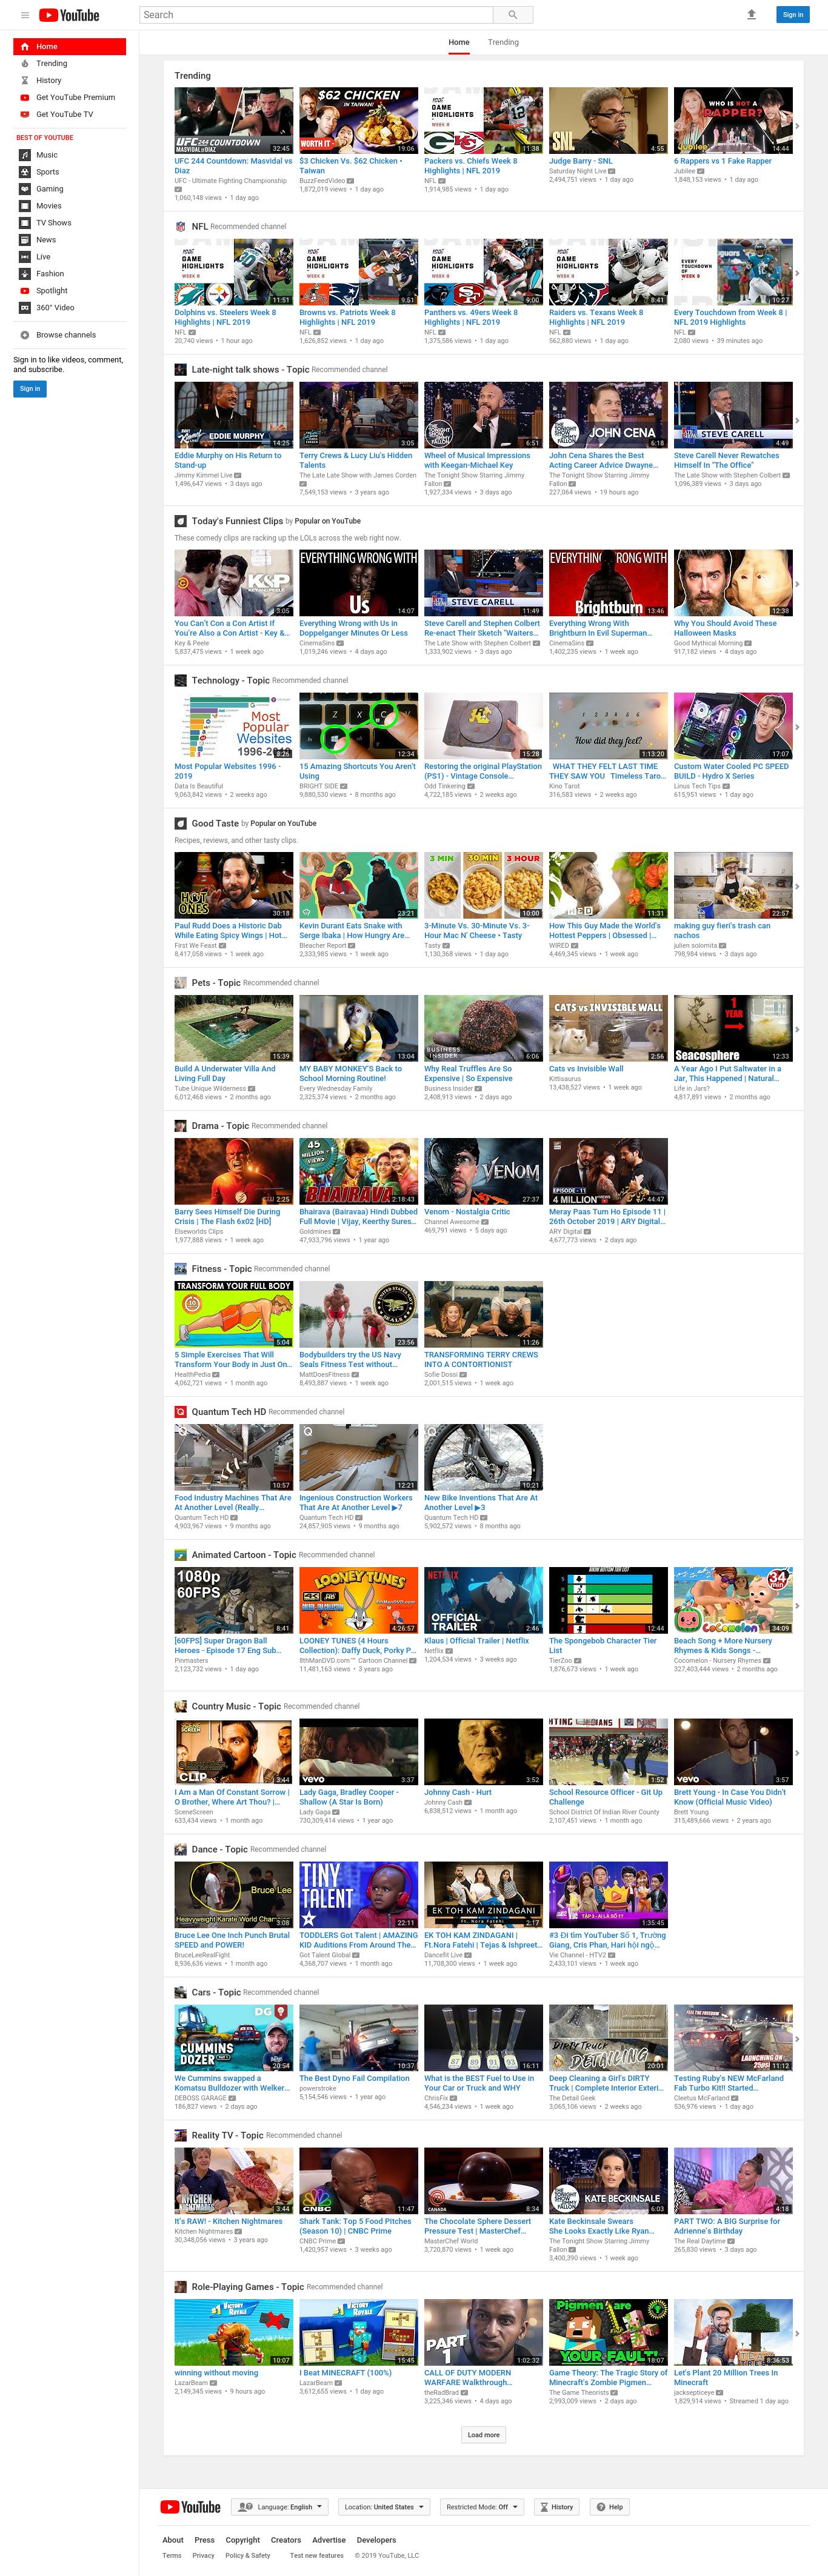 YouTube
Search
Sign in
Home
Trending
History
Get YouTube Premium
Get YouTube TV
BEST OF YOUTUBE
Music
Sports
Gaming
Movies
TV Shows
News
Live
Fashion
Spotlight
360° Video
Browse channels
Sign in to like videos, comment,
and subscribe.
Sign in
Home Trending
Trending
UFC 244 Countdown: Masvidal vs
Diaz
UFC - Ultimate Fighting Championship
1,060,148 views • 1 day ago
$3 Chicken Vs. $62 Chicken •
Taiwan
BuzzFeedVideo
1,872,019 views • 1 day ago
Packers vs. Chiefs Week 8
Highlights | NFL 2019
NFL
1,914,985 views • 1 day ago
Judge Barry - SNL
Saturday Night Live
2,494,751 views • 1 day ago
6 Rappers vs 1 Fake Rapper
Jubilee
1,848,153 views • 1 day ago
NFL Recommended channel
Dolphins vs. Steelers Week 8
Highlights | NFL 2019
NFL
20,740 views • 1 hour ago
Browns vs. Patriots Week 8
Highlights | NFL 2019
NFL
1,626,852 views • 1 day ago
Panthers vs. 49ers Week 8
Highlights | NFL 2019
NFL
1,375,586 views • 1 day ago
Raiders vs. Texans Week 8
Highlights | NFL 2019
NFL
562,880 views • 1 day ago
Every Touchdown from Week 8 |
NFL 2019 Highlights
NFL
2,080 views • 39 minutes ago
Late-night talk shows - Topic Recommended channel
Eddie Murphy on His Return to
Stand-up
Jimmy Kimmel Live
1,496,647 views • 3 days ago
Terry Crews & Lucy Liu's Hidden
Talents
The Late Late Show with James Corden
7,549,153 views • 3 years ago
Wheel of Musical Impressions
with Keegan-Michael Key
The Tonight Show Starring Jimmy
Fallon
1,927,334 views • 3 days ago
John Cena Shares the Best
Acting Career Advice Dwayne...
The Tonight Show Starring Jimmy
Fallon
227,064 views • 19 hours ago
Steve Carell Never Rewatches
Himself In "The Office"
The Late Show with Stephen Colbert
1,096,389 views • 3 days ago
Today's Funniest Clips by Popular on YouTube
These comedy clips are racking up the LOLs across the web right now.
You Can't Con a Con Artist If
You're Also a Con Artist - Key &...
Key & Peele
5,837,475 views • 1 week ago
Everything Wrong with Us in
Doppelganger Minutes Or Less
CinemaSins
1,019,246 views • 4 days ago
Steve Carell and Stephen Colbert
Re-enact Their Sketch "Waiters...
The Late Show with Stephen Colbert
1,333,902 views • 3 days ago
Everything Wrong With
Brightburn In Evil Superman...
CinemaSins
1,402,235 views • 1 week ago
Why You Should Avoid These
Halloween Masks
Good Mythical Morning
917,182 views • 4 days ago
Technology - Topic Recommended channel
Most Popular Websites 1996 -
2019
Data Is Beautiful
9,063,842 views • 2 weeks ago
15 Amazing Shortcuts You Aren't
Using
BRIGHT SIDE
9,880,530 views • 8 months ago
Restoring the original PlayStation
(PS1) - Vintage Console...
Odd Tinkering
4,722,185 views • 2 weeks ago
WHAT THEY FELT LAST TIME
THEY SAW YOU Timeless Taro...
Kino Tarot
316,583 views • 2 weeks ago
Custom Water Cooled PC SPEED
BUILD - Hydro X Series
Linus Tech Tips
615,951 views • 1 day ago
Good Taste by Popular on YouTube
Recipes, reviews, and other tasty clips.
Paul Rudd Does a Historic Dab
While Eating Spicy Wings | Hot...
First We Feast
8,417,058 views • 1 week ago
Kevin Durant Eats Snake with
Serge Ibaka | How Hungry Are...
Bleacher Report
2,333,985 views • 1 week ago
3-Minute Vs. 30-Minute Vs. 3-
Hour Mac N' Cheese • Tasty
Tasty
1,130,368 views • 1 day ago
How This Guy Made the World's
Hottest Peppers | Obsessed |...
WIRED
4,469,345 views • 1 week ago
making guy fieri's trash can
nachos
julien solomita
798,984 views • 3 days ago
Pets - Topic Recommended channel
Build A Underwater Villa And
Living Full Day
Tube Unique Wilderness
6,012,468 views • 2 months ago
MY BABY MONKEY'S Back to
School Morning Routine!
Every Wednesday Family
2,325,374 views • 2 months ago
Why Real Truffles Are So
Expensive | So Expensive
Business Insider
2,408,913 views • 2 days ago
Cats vs Invisible Wall
Kittisaurus
13,438,527 views • 1 week ago
A Year Ago I Put Saltwater in a
Jar, This Happened | Natural...
Life in Jars?
4,817,891 views • 2 months ago
Drama - Topic Recommended channel
Barry Sees Himself Die During
Crisis | The Flash 6x02 [HD]
Elseworlds Clips
1,977,888 views • 1 week ago
Bhairava (Bairavaa) Hindi Dubbed
Full Movie | Vijay, Keerthy Sures...
Goldmines
47,933,796 views • 1 year ago
Venom - Nostalgia Critic
Channel Awesome
469,791 views • 5 days ago
Meray Paas Tum Ho Episode 11 |
26th October 2019 | ARY Digital...
ARY Digital
4,677,773 views • 2 days ago
Fitness - Topic Recommended channel
5 Simple Exercises That Will
Transform Your Body in Just On...
HealthPedia
4,062,721 views • 1 month ago
Bodybuilders try the US Navy
Seals Fitness Test without...
MattDoesFitness
8,493,887 views • 1 week ago
TRANSFORMING TERRY CREWS
INTO A CONTORTIONIST
Sofie Dossi
2,001,515 views • 1 week ago
Quantum Tech HD Recommended channel
Food Industry Machines That Are
At Another Level (Really...
Quantum Tech HD
4,903,967 views • 9 months ago
Ingenious Construction Workers
That Are At Another Level ▶7
Quantum Tech HD
24,857,905 views • 9 months ago
New Bike Inventions That Are At
Another Level ▶3
Quantum Tech HD
5,902,572 views • 8 months ago
Animated Cartoon - Topic Recommended channel
[60FPS] Super Dragon Ball
Heroes - Episode 17 Eng Sub...
Pinmasters
2,123,732 views • 1 day ago
LOONEY TUNES (4 Hours
Collection): Daffy Duck, Porky P...
8thManDVD.com™ Cartoon Channel
11,481,163 views • 3 years ago
Klaus | Official Trailer | Netflix
Netflix
1,204,534 views • 3 weeks ago
The Spongebob Character Tier
List
TierZoo
1,876,673 views • 1 week ago
Beach Song + More Nursery
Rhymes & Kids Songs -...
Cocomelon - Nursery Rhymes
327,403,444 views • 2 months ago
Country Music - Topic Recommended channel
I Am a Man Of Constant Sorrow |
O Brother, Where Art Thou? |...
SceneScreen
633,434 views • 1 month ago
Lady Gaga, Bradley Cooper -
Shallow (A Star Is Born)
Lady Gaga
730,309,414 views • 1 year ago
Johnny Cash - Hurt
Johnny Cash
6,838,512 views • 1 month ago
School Resource Officer - Git Up
Challenge
School District Of Indian River County
2,107,451 views • 1 month ago
Brett Young - In Case You Didn't
Know (Official Music Video)
Brett Young
315,489,666 views • 2 years ago
Dance - Topic Recommended channel
Bruce Lee One Inch Punch Brutal
SPEED and POWER!
BruceLeeRealFight
8,936,636 views • 1 month ago
TODDLERS Got Talent | AMAZING
KID Auditions From Around The...
Got Talent Global
4,368,707 views • 1 month ago
EK TOH KAM ZINDAGANI |
Ft.Nora Fatehi | Tejas & Ishpreet...
Dancefit Live
11,708,300 views • 1 week ago
#3 Đi tìm YouTuber Số 1, Trường
Giang, Cris Phan, Hari hội ngộ...
Vie Channel - HTV2
2,433,101 views • 1 week ago
Cars - Topic Recommended channel
We Cummins swapped a
Komatsu Bulldozer with Welker...
DEBOSS GARAGE
186,827 views • 2 days ago
The Best Dyno Fail Compilation
powerstroke
5,154,546 views • 1 year ago
What is the BEST Fuel to Use in
Your Car or Truck and WHY
ChrisFix
4,546,234 views • 1 week ago
Deep Cleaning a Girl's DIRTY
Truck | Complete Interior Exteri...
The Detail Geek
3,065,106 views • 2 weeks ago
Testing Ruby's NEW McFarland
Fab Turbo Kit!! Started...
Cleetus McFarland
536,976 views • 1 day ago
Reality TV - Topic Recommended channel
It's RAW! - Kitchen Nightmares
Kitchen Nightmares
30,348,056 views • 3 years ago
Shark Tank: Top 5 Food Pitches
(Season 10) | CNBC Prime
CNBC Prime
1,420,957 views • 3 weeks ago
The Chocolate Sphere Dessert
Pressure Test | MasterChef...
MasterChef World
3,720,870 views • 1 week ago
Kate Beckinsale Swears
She Looks Exactly Like Ryan...
The Tonight Show Starring Jimmy
Fallon
3,400,390 views • 1 week ago
PART TWO: A BIG Surprise for
Adrienne's Birthday
The Real Daytime
265,830 views • 3 days ago
Role-Playing Games - Topic Recommended channel
winning without moving
LazarBeam
2,149,345 views • 9 hours ago
I Beat MINECRAFT (100%)
LazarBeam
3,612,655 views • 1 day ago
CALL OF DUTY MODERN
WARFARE Walkthrough...
theRadBrad
3,225,346 views • 4 days ago
Game Theory: The Tragic Story of
Minecraft's Zombie Pigmen...
The Game Theorists
2,993,009 views • 2 days ago
Let's Plant 20 Million Trees In
Minecraft
jacksepticeye
1,829,914 views • Streamed 1 day ago
Load more
YouTube Language: English Location: United States Restricted Mode: Off History Help
About Press Copyright Creators Advertise Developers
Terms Privacy Policy & Safety Test new features © 2019 YouTube, LLC